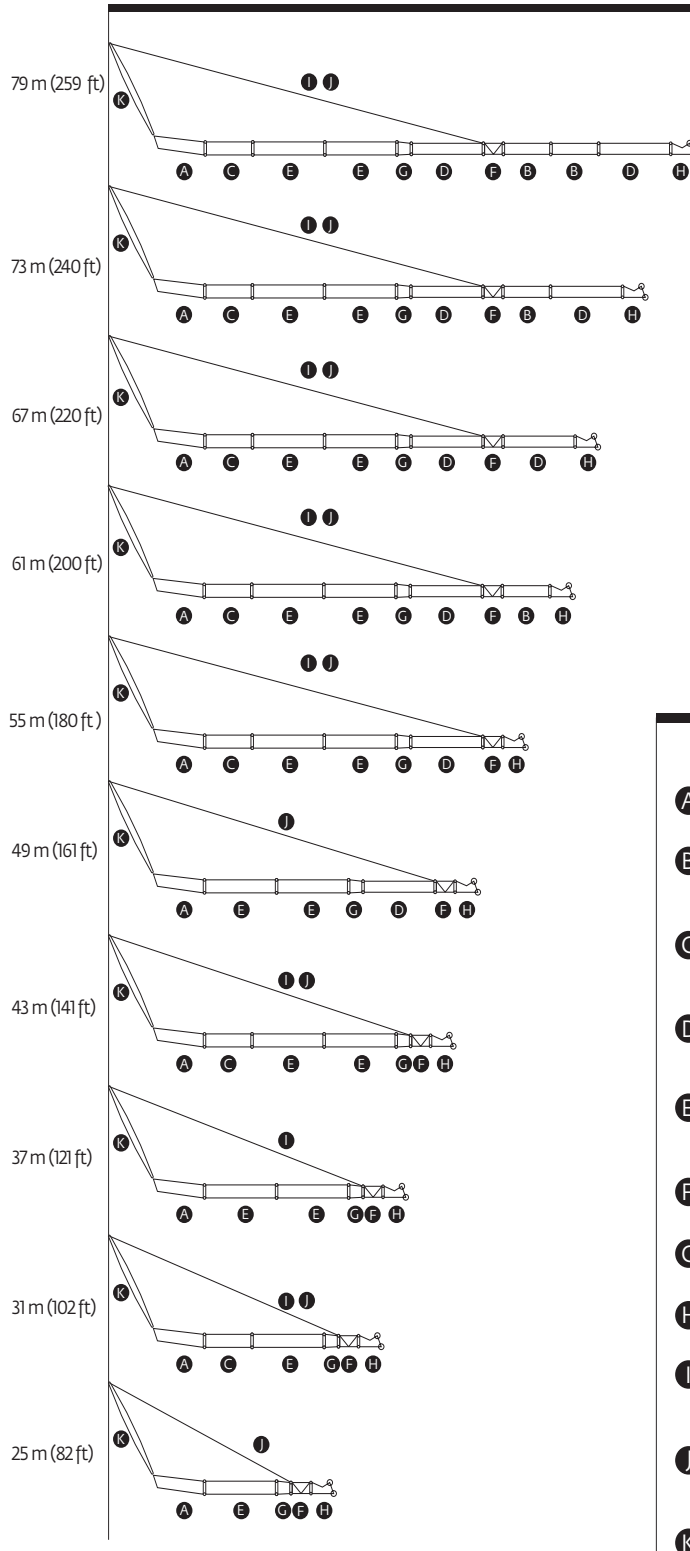 I J
79 m (259 ft)
K
A C E E G D F B B D H
I J
73 m (240 ft)
K
A C E E G D F B D H
I J
67 m (220 ft)
K
A C E E G D F D H
I J
61 m (200 ft)
K
A C E E G D F B H
I J
55 m (180 ft)
K
A C E E G D F H
J
49 m (161 ft)
K
A E E G D F H
I J
43 m (141 ft)
K
A C E E G F H
I
37 m (121 ft)
K
A E E G F H
I J
31 m (102 ft)
K
A C E G F H
J
25 m (82 ft)
K
A E G F H
A
B
C
D
E
F
G
H
I
J
K